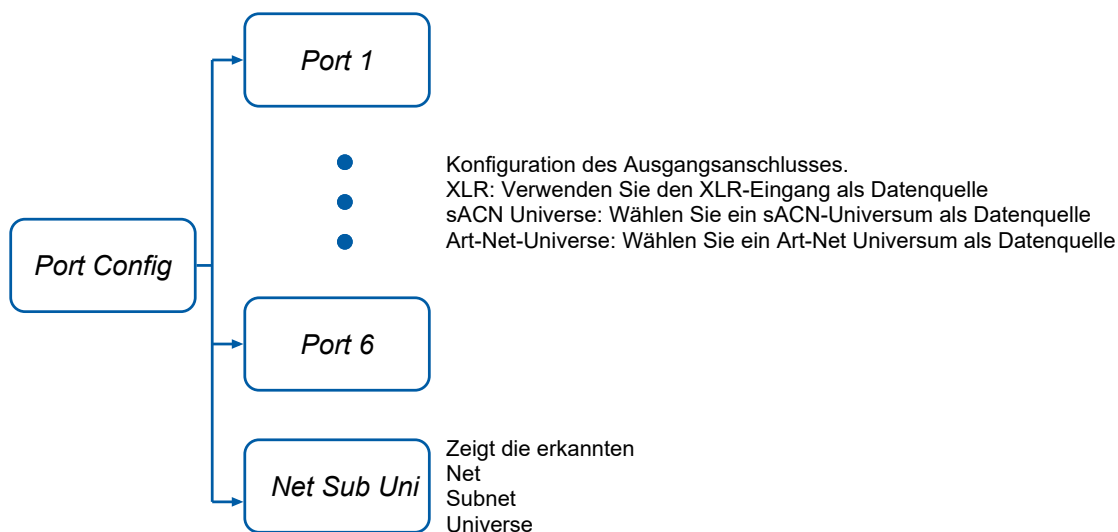 Port Config
Port 1
Konfiguration des Ausgangsanschlusses.
XLR: Verwenden Sie den XLR-Eingang als Datenquelle
sACN Universe: Wählen Sie ein sACN-Universum als Datenquelle
Art-Net-Universe: Wählen Sie ein Art-Net Universum als Datenquelle
Port 6
Net Sub Uni
Zeigt die erkannten
Net
Subnet
Universe